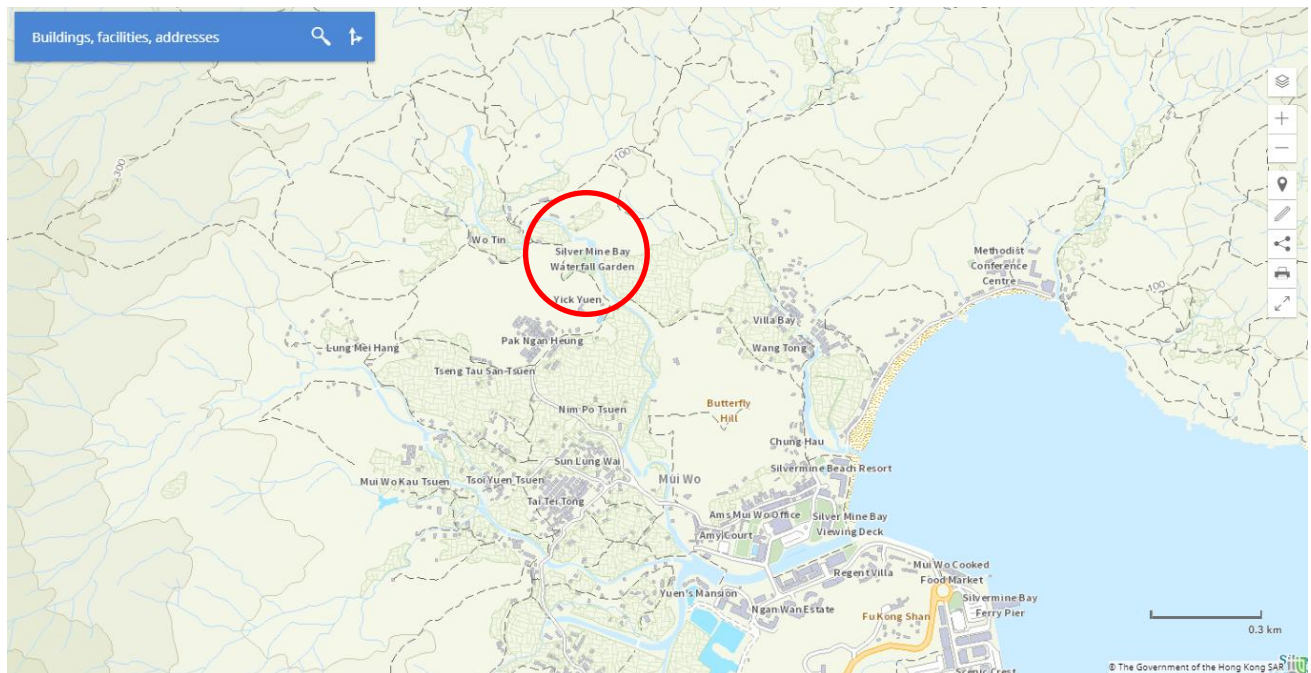 Buildings, facilities, addresses
300
100
Wo Tin
Silver Mine Bay
Waterfall Garden
Yick Yuen
Methodist
Conference
Centre
100
Villa Bay
Wang Tong
Pak Ngan Heung
Lung Mei Hang
Tseng Tau San Tsuen
Nim Po Tsuen
Butterfly
Hill
Chung Hau
Sun Lung Wai
Silvermine Beach Resort
Mui Wo Kau Tsuen
Tsoi Yuen Tsuen
Mui Wo
Tai Tei Tong
Ams Mui Wo Office
Silver Mine Bay
Viewing Deck
Amy Court
Regent Villa
Mui Wo Cooked
Food Market
Yuen's Mansion
Ngan Wan Estate
Silvermine Bay
Ferry Pier
Fu Kong Shan
0.3 km
Scenic Crest
© The Government of the Hong Kong SAR